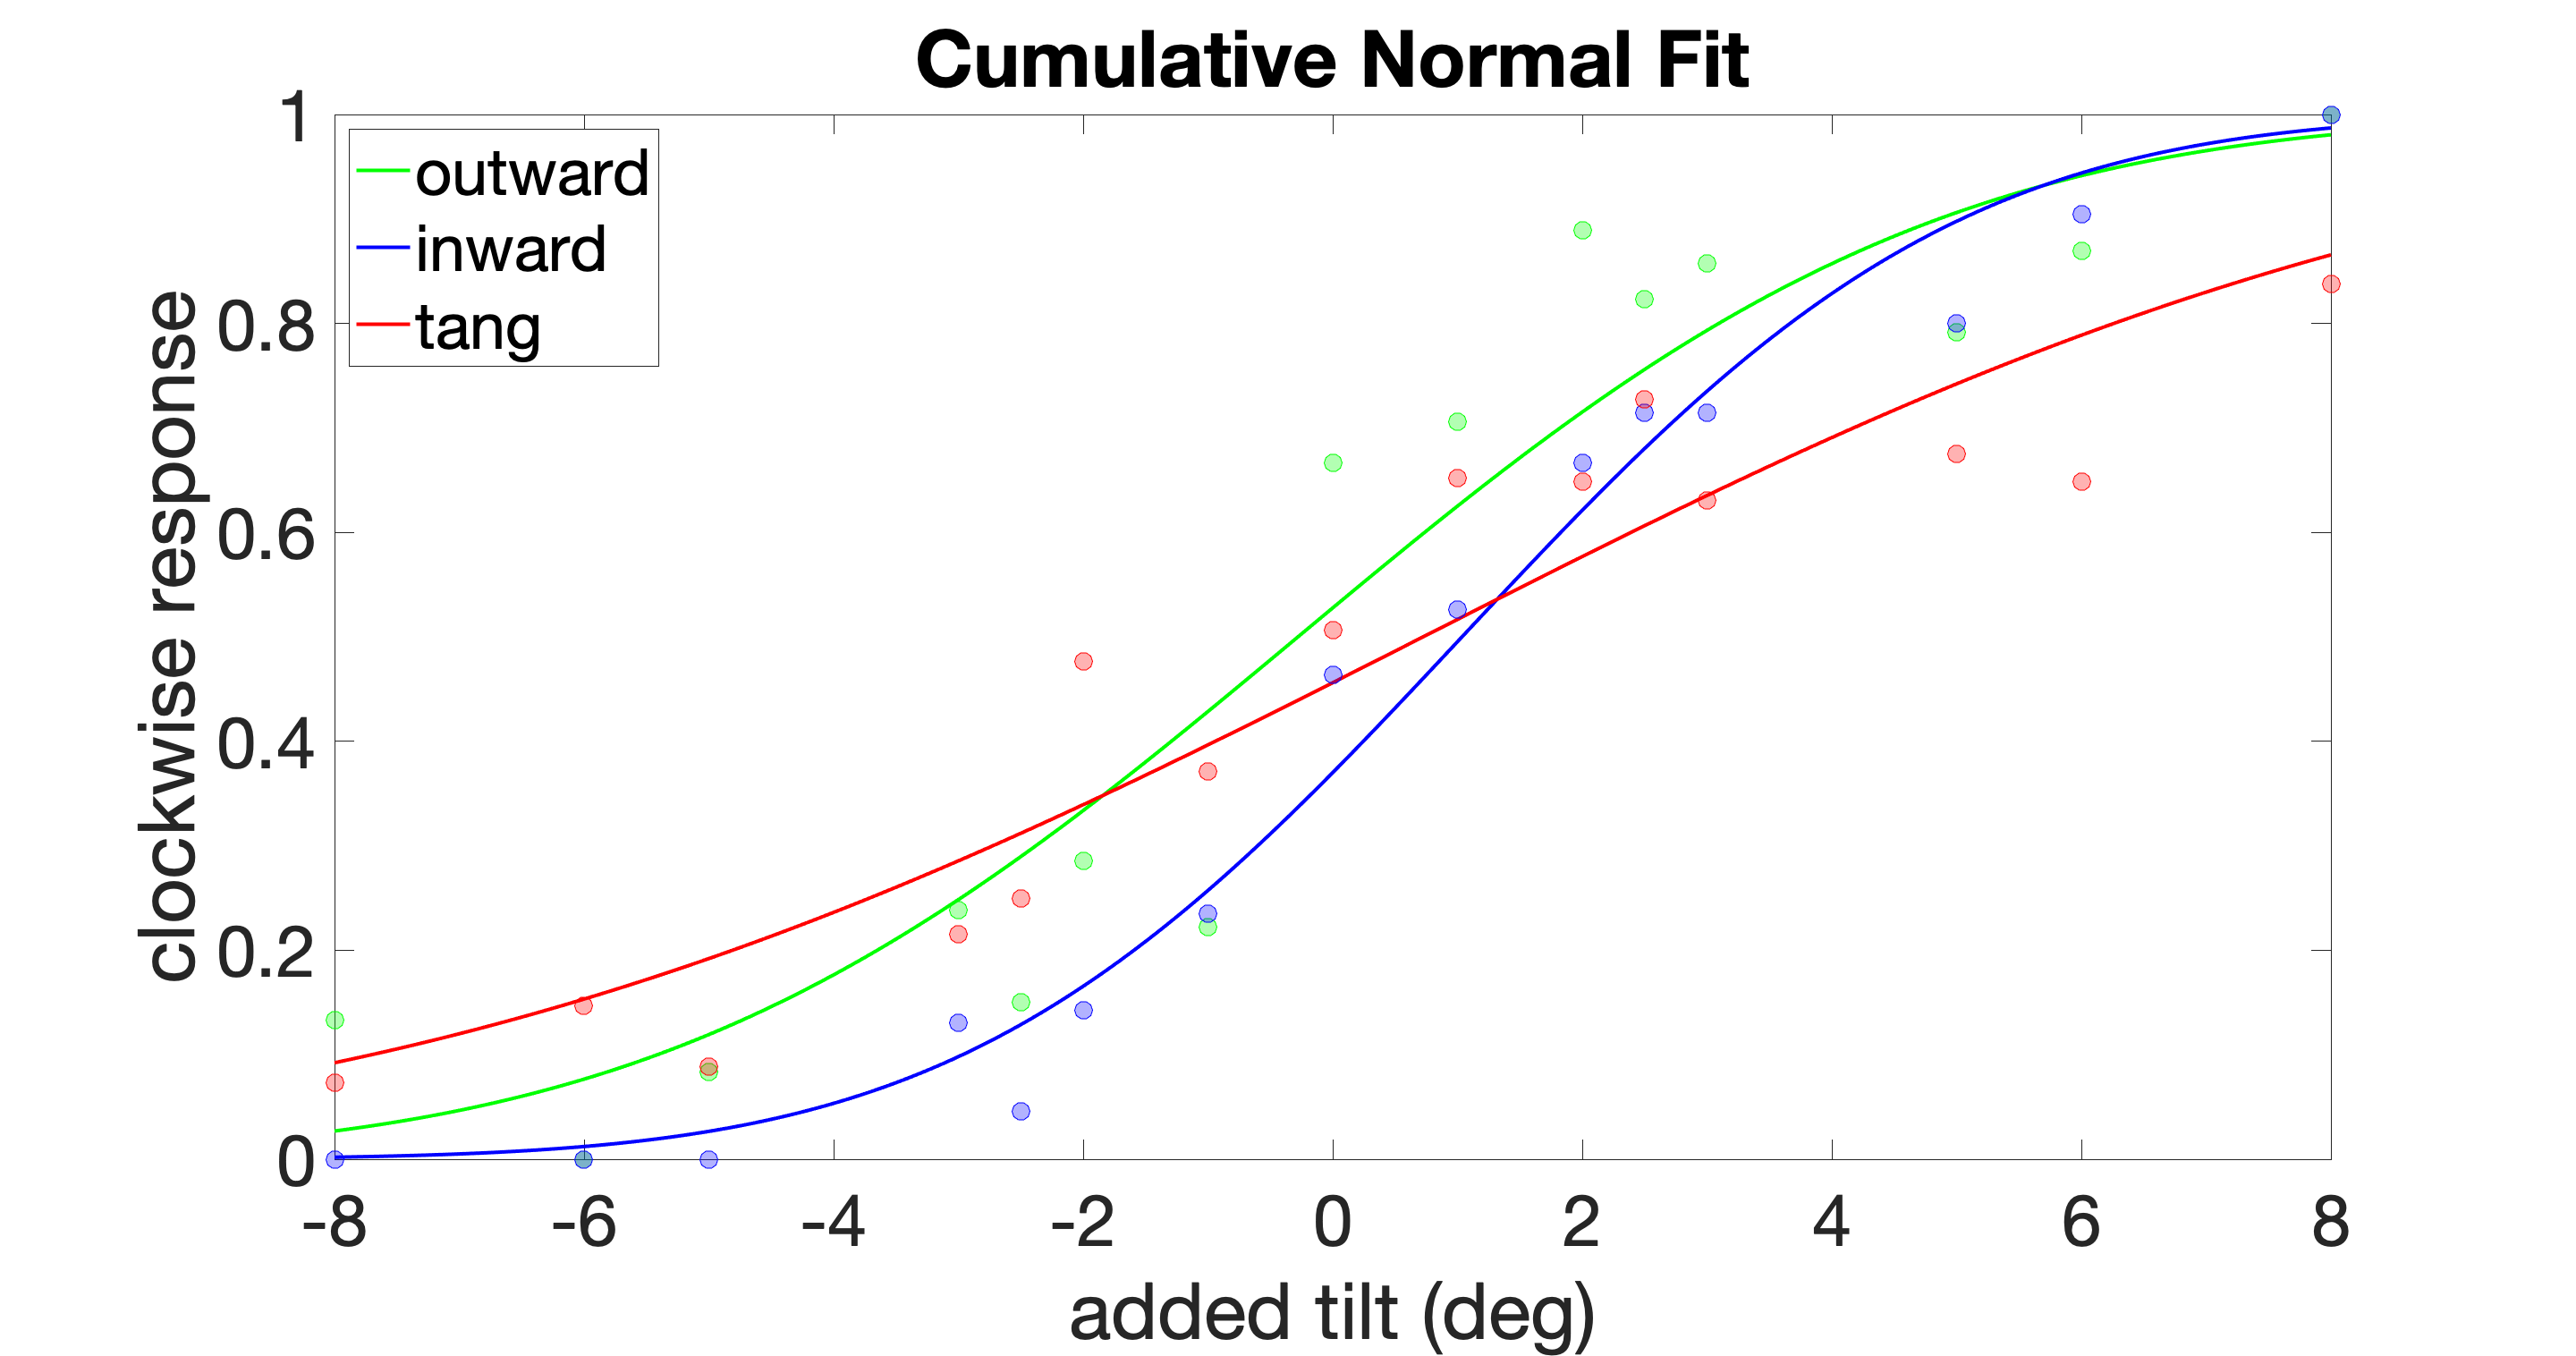 Cumulative Normal Fit
1
0.8
0.6
0.4
0.2
0
clockwise response
outward
inward
tang
-8 -6 -4 -2 0 2 4 6 8
added tilt (deg)